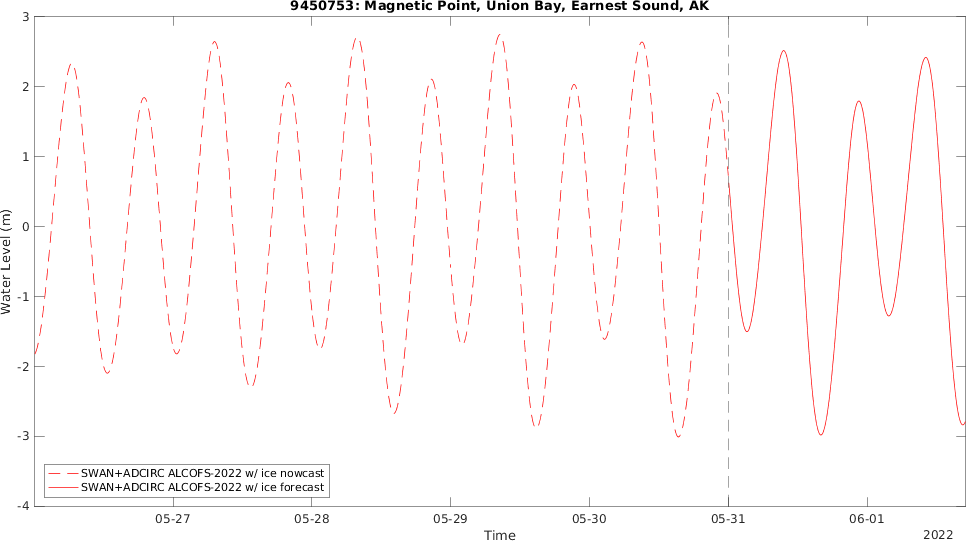 9450753: Magnetic Point, Union Bay, Earnest Sound, AK
3
2
1
0
-1
-2
-3
-4
Water Level (m)
SWAN+ADCIRC ALCOFS-2022 w/ ice nowcast
SWAN+ADCIRC ALCOFS-2022 w/ ice forecast
05-27 05-28 05-29 05-30 05-31 06-01
Time
2022